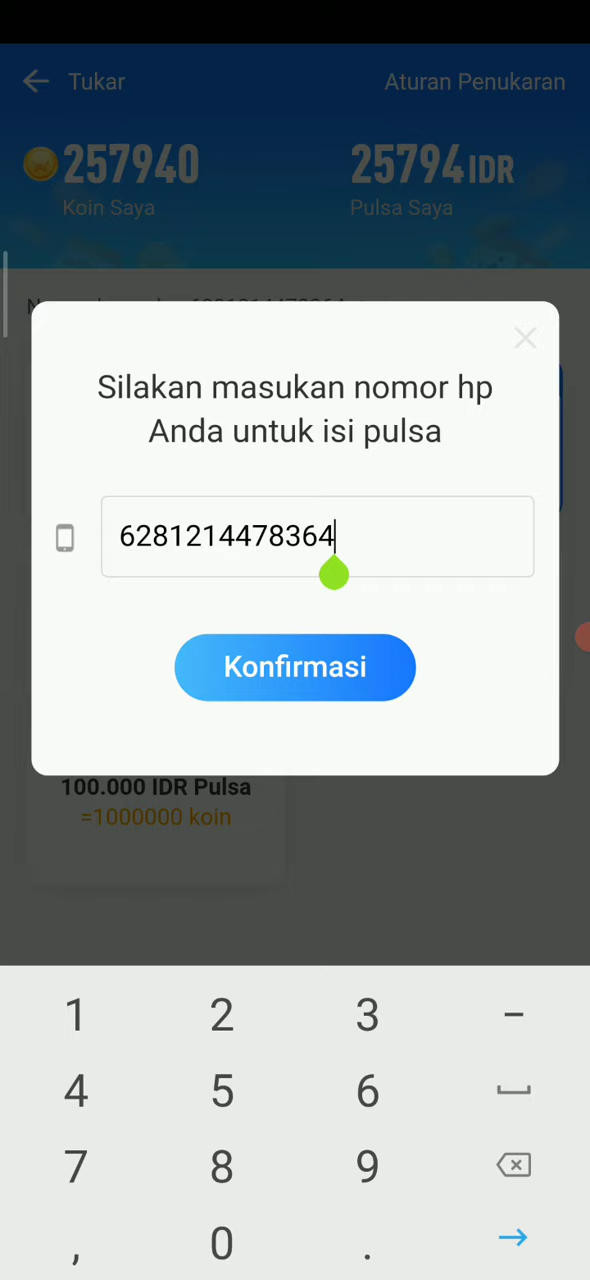 Tukar
Aturan Penukaran
257940
25794 IDR
Koin Saya
Pulsa Saya
Silakan masukan nomor hp
Anda untuk isi pulsa
6281214478364
Konfirmasi
100.000 IDR Pulsa
=1000000 koin
1 2 3 -
4 5 6
7 8 9
, 0 .